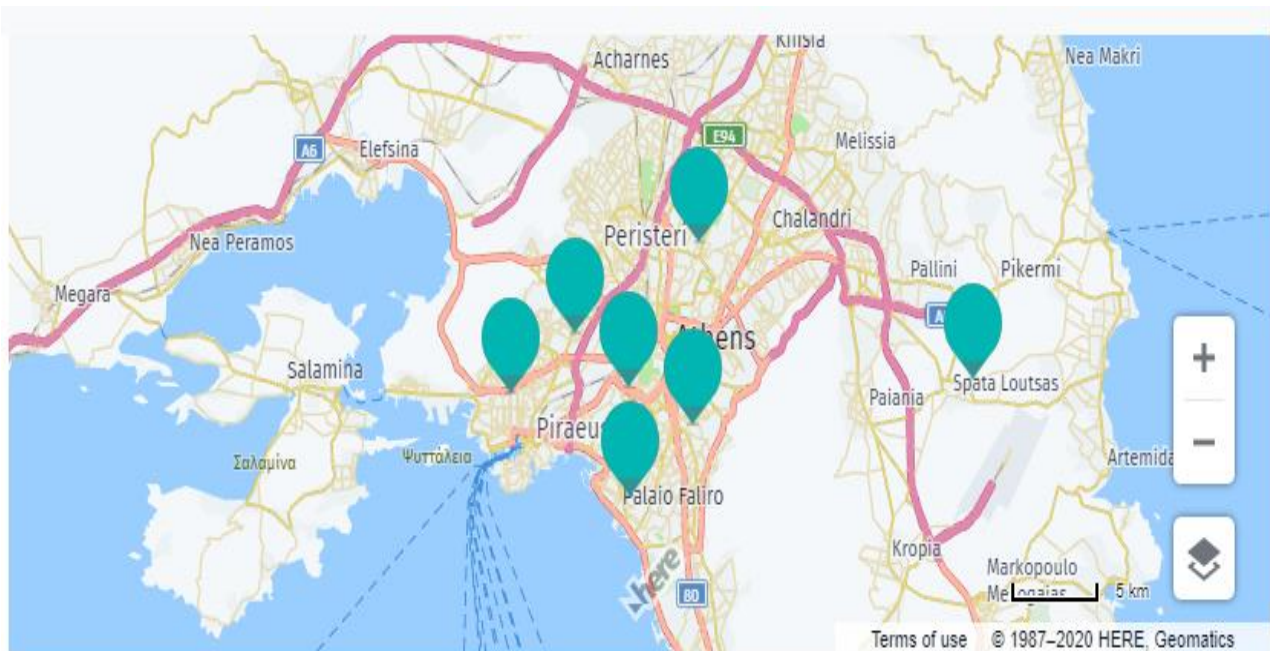 Kifisia
Acharnes
Nea Makri
E94
A6
Elefsina
Melissia
Chalandri
Peristeri
Nea Peramos
Pallini
Pikermi
Megara
Athens
Salamina
Spata Loutsas
Paiania
Piraeus
Ψυττάλεια
Σαλαμίνα
Artemida
Palaio Faliro
Kropia
here
80
Markopoulo
Mesogaias
5 km
Terms of use © 1987–2020 HERE, Geomatics